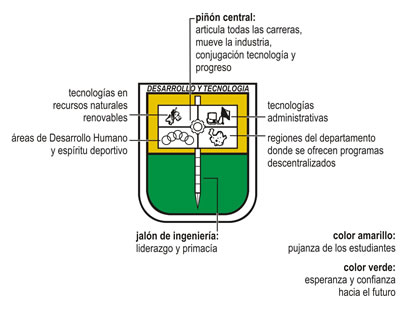 piñón central:
articula todas las carreras,
mueve la industria,
conjugación tecnología y
progreso
DESARROLLO Y TECNOLOGIA
tecnologías en
recursos naturales
renovables
tecnologías
administrativas
áreas de Desarrollo Humano
y espíritu deportivo
regiones del departamento
donde se ofrecen programas
descentralizados
jalón de ingeniería:
liderazgo y primacía
color amarillo:
pujanza de los estudiantes
color verde:
esperanza y confianza
hacia el futuro